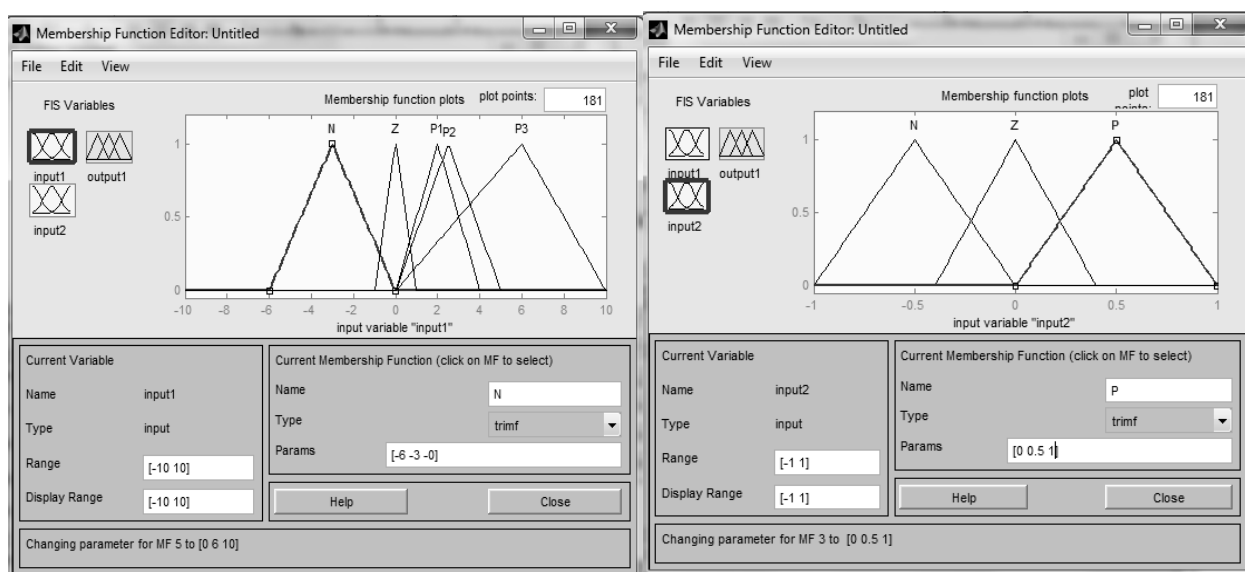 Membership Function Editor: Untitled
File Edit View
FIS Variables
Membership function plots plot points: 181
N Z P1 P2 P3
1
0.5
0
-10 -8 -6 -4 -2 0 2 4 6 8 10
input variable "input1"
input1 output1
input2
Current Variable
Name input1
Type input
Range [-10 10]
Display Range [-10 10]
Current Membership Function (click on MF to select)
Name N
Type trimf
Params [-6 -3 -0]
Help Close
Changing parameter for MF 5 to [0 6 10]
Membership Function Editor: Untitled
File Edit View
FIS Variables
Membership function plots plot points: 181
N Z P
1
0.5
0
-1 -0.5 0 0.5 1
input variable "input2"
input1 output1
input2
Current Variable
Name input2
Type input
Range [-1 1]
Display Range [-1 1]
Current Membership Function (click on MF to select)
Name P
Type trimf
Params [0 0.5 1]
Help Close
Changing parameter for MF 3 to [0 0.5 1]